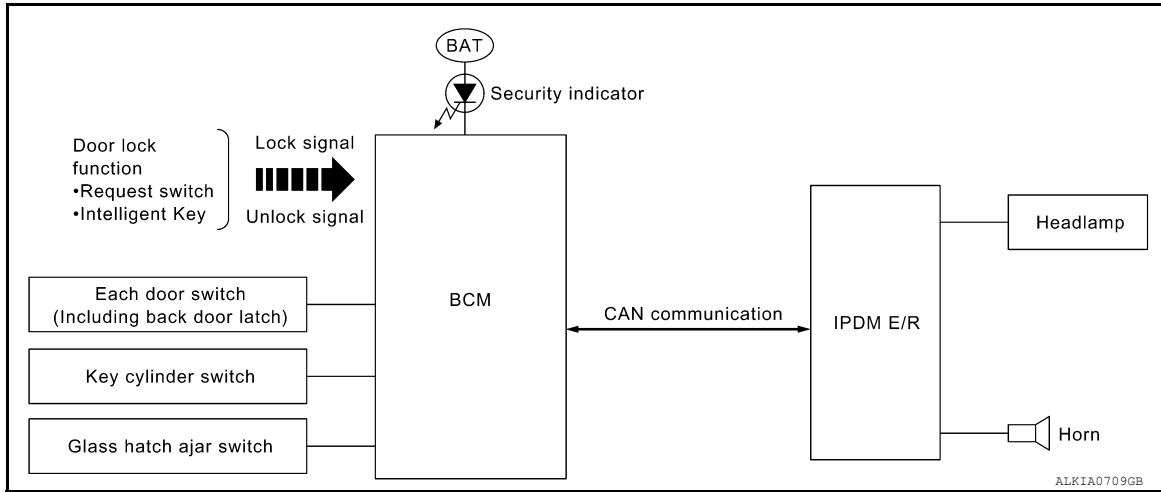 BAT
Security indicator
Door lock
function
•Request switch
•Intelligent Key
Lock signal
Unlock signal
Each door switch
(Including back door latch)
Key cylinder switch
Glass hatch ajar switch
BCM
CAN communication
IPDM E/R
Headlamp
Horn
ALKIA0709GB